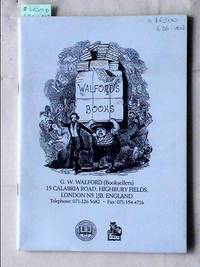 WALFORD'S
BOOKS
G. W. WALFORD (Booksellers)
15 CALABRIA ROAD, HIGHBURY FIELDS,
LONDON N5 1JB, ENGLAND
Telephone: 071-226 5682 • Fax: 071-354 4716